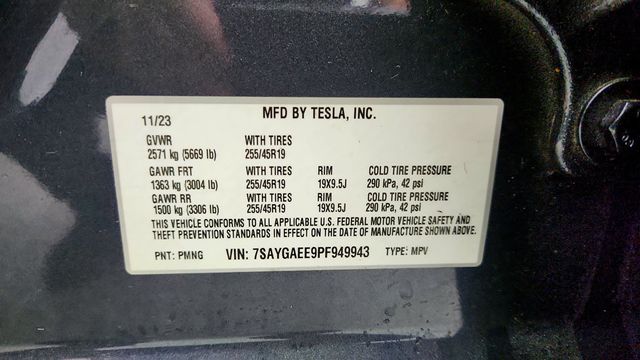 11/23 MFD BY TESLA, INC.
GVWR WITH TIRES
2571 kg (5669 lb) 255/45R19
GAWR FRT WITH TIRES RIM COLD TIRE PRESSURE
1363 kg (3004 lb) 255/45R19 19X9.5J 290 kPa, 42 psi
GAWR RR WITH TIRES RIM COLD TIRE PRESSURE
1500 kg (3306 lb) 255/45R19 19X9.5J 290 kPa, 42 psi
THIS VEHICLE CONFORMS TO ALL APPLICABLE U.S. FEDERAL MOTOR VEHICLE SAFETY AND
THEFT PREVENTION STANDARDS IN EFFECT ON THE DATE OF MANUFACTURE SHOWN ABOVE.
PNT: PMNG VIN: 7SAYGAEE9PF949943 TYPE: MPV